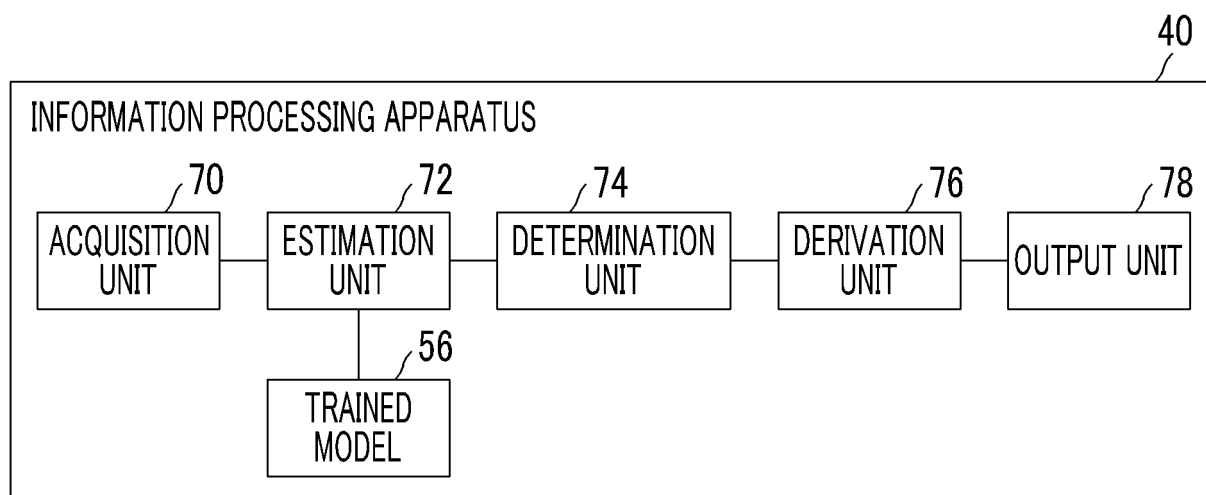 40
INFORMATION PROCESSING APPARATUS
70
72
74
76
78
ACQUISITION
UNIT
ESTIMATION
UNIT
DETERMINATION
UNIT
DERIVATION
UNIT
OUTPUT UNIT
56
TRAINED
MODEL